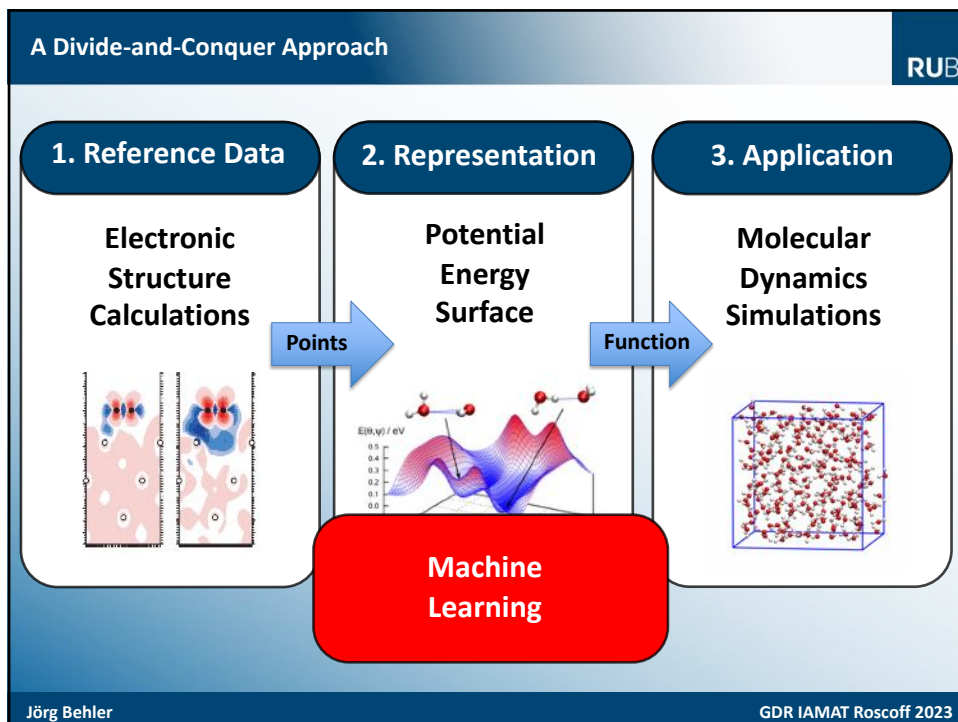 A Divide-and-Conquer Approach
RUB
1. Reference Data
2. Representation
3. Application
Electronic
Structure
Calculations
Potential
Energy
Surface
Molecular
Dynamics
Simulations
Points
Function
E(θ,ψ) / eV
0.5
0.4
0.3
0.2
0.1
0.0
Machine
Learning
Jörg Behler
GDR IAMAT Roscoff 2023